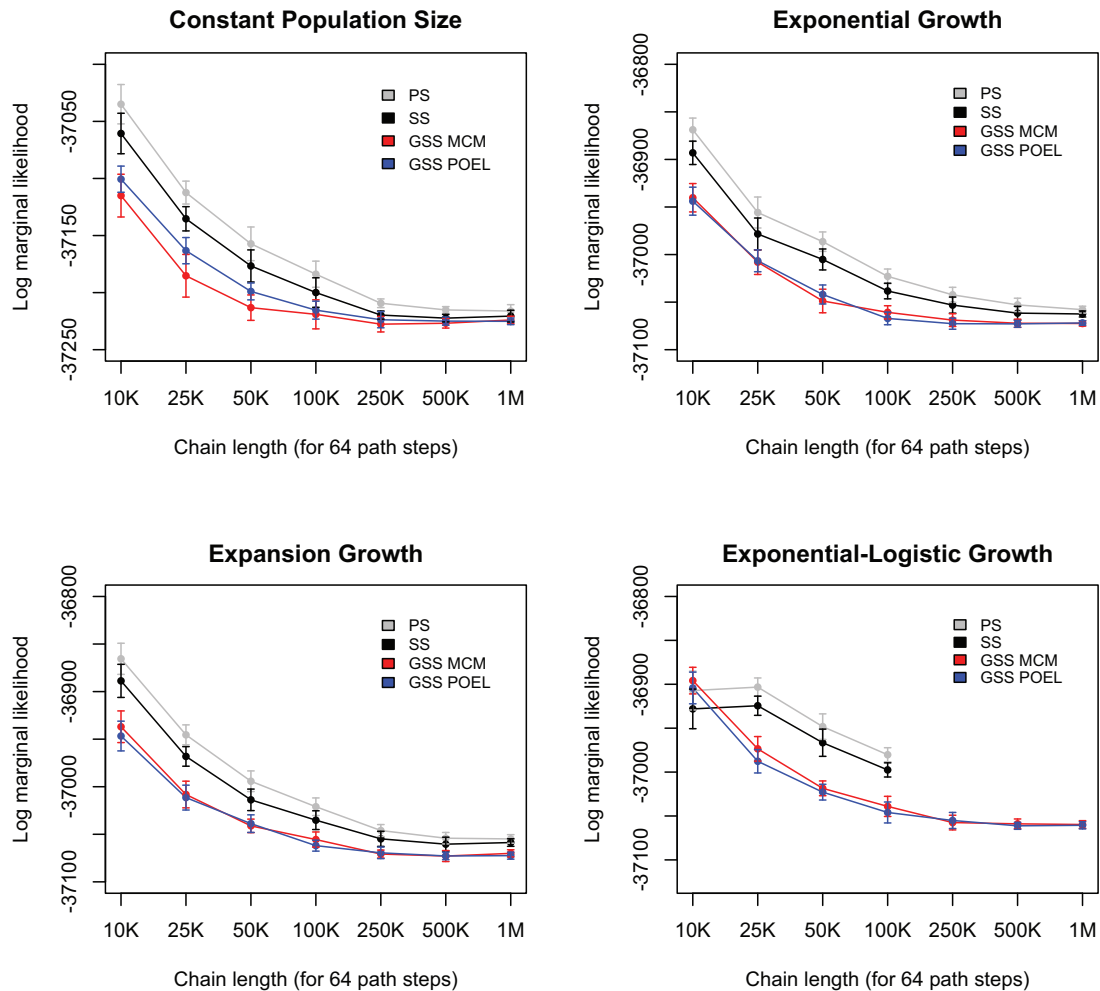 Constant Population Size
Log marginal likelihood
-37050
-37150
-37250
PS
SS
GSS MCM
GSS POEL
10K 25K 50K 100K 250K 500K 1M
Chain length (for 64 path steps)
Exponential Growth
Log marginal likelihood
-36800
-36900
-37000
-37100
PS
SS
GSS MCM
GSS POEL
10K 25K 50K 100K 250K 500K 1M
Chain length (for 64 path steps)
Expansion Growth
Log marginal likelihood
-36800
-36900
-37000
-37100
PS
SS
GSS MCM
GSS POEL
10K 25K 50K 100K 250K 500K 1M
Chain length (for 64 path steps)
Exponential-Logistic Growth
Log marginal likelihood
-36800
-36900
-37000
-37100
PS
SS
GSS MCM
GSS POEL
10K 25K 50K 100K 250K 500K 1M
Chain length (for 64 path steps)